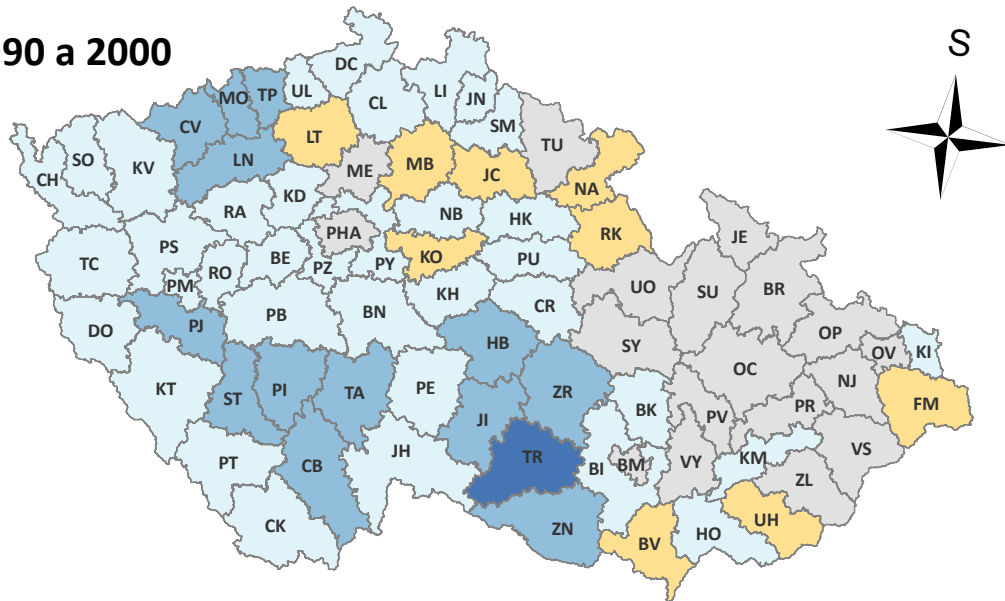 90 a 2000
S
DC
MO
TP
UL
LI
JN
CL
CV
SM
LT
TU
LN
ME
MB
JC
SO
KV
CH
KD
NA
RA
NB
HK
PHA
RK
JE
PS
BE
KO
PU
TC
RO
PZ
PY
PM
UO
SU
BR
KH
CR
PB
BN
DO
PJ
OP
HB
SY
OV
KI
OC
KT
ST
PI
TA
PE
ZR
NJ
FM
BK
PR
JI
PV
VS
JH
TR
PT
CB
BI
BM
VY
KM
ZL
CK
ZN
BV
HO
UH